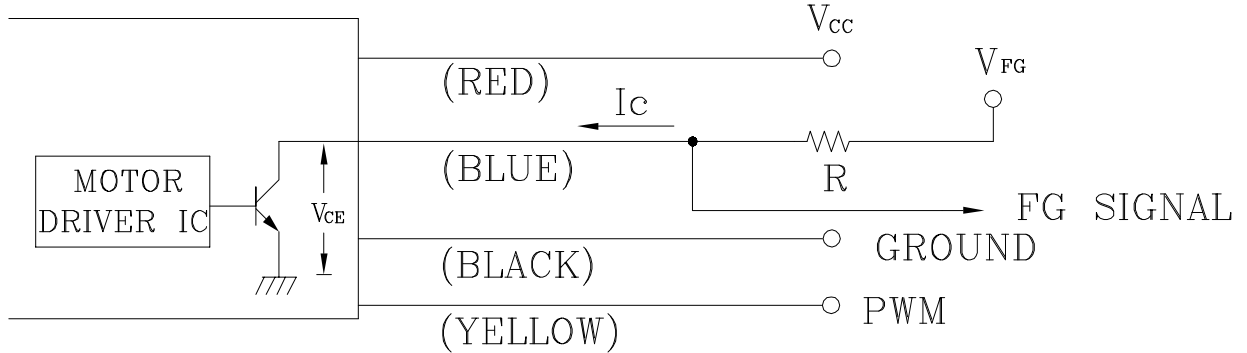 VCC
(RED)
VFG
Ic
(BLUE)
R
MOTOR
DRIVER IC
VCE
FG SIGNAL
(BLACK)
GROUND
(YELLOW)
PWM